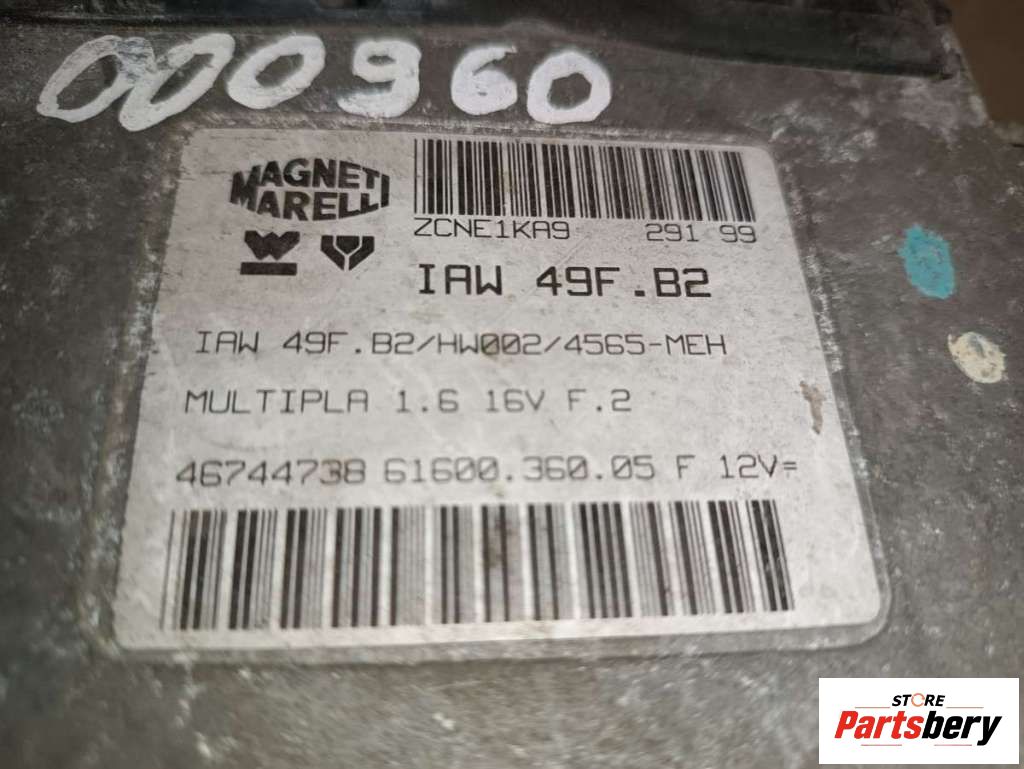 000960
MAGNETI
MARELLI
ZCNE1KA9 291 99
IAW 49F.B2
IAW 49F.B2/HW002/4565-MEH
MULTIPLA 1.6 16V F.2
46744738 61600.360.05 F 12V=
STORE
Partsbery